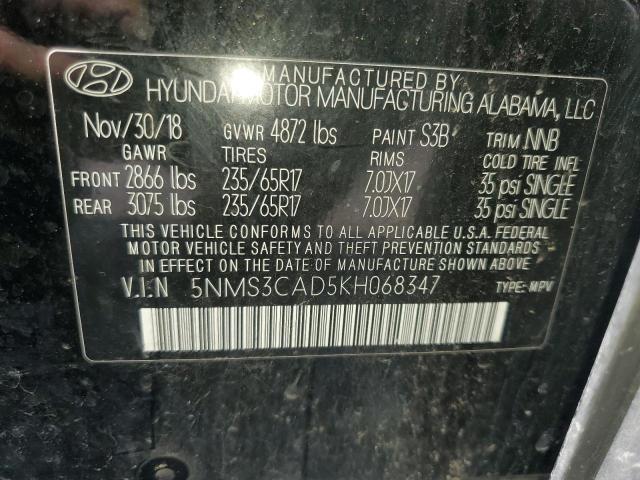 MANUFACTURED BY
HYUNDAI MOTOR MANUFACTURING ALABAMA, LLC
Nov/30/18 GVWR 4872 lbs PAINT S3B TRIM NNB
GAWR TIRES RIMS COLD TIRE INFL
FRONT 2866 lbs 235/65R17 7.0JX17 35 psi SINGLE
REAR 3075 lbs 235/65R17 7.0JX17 35 psi SINGLE
THIS VEHICLE CONFORMS TO ALL APPLICABLE U.S.A. FEDERAL
MOTOR VEHICLE SAFETY AND THEFT PREVENTION STANDARDS
IN EFFECT ON THE DATE OF MANUFACTURE SHOWN ABOVE.
V.I.N 5NMS3CAD5KH068347 TYPE: MPV